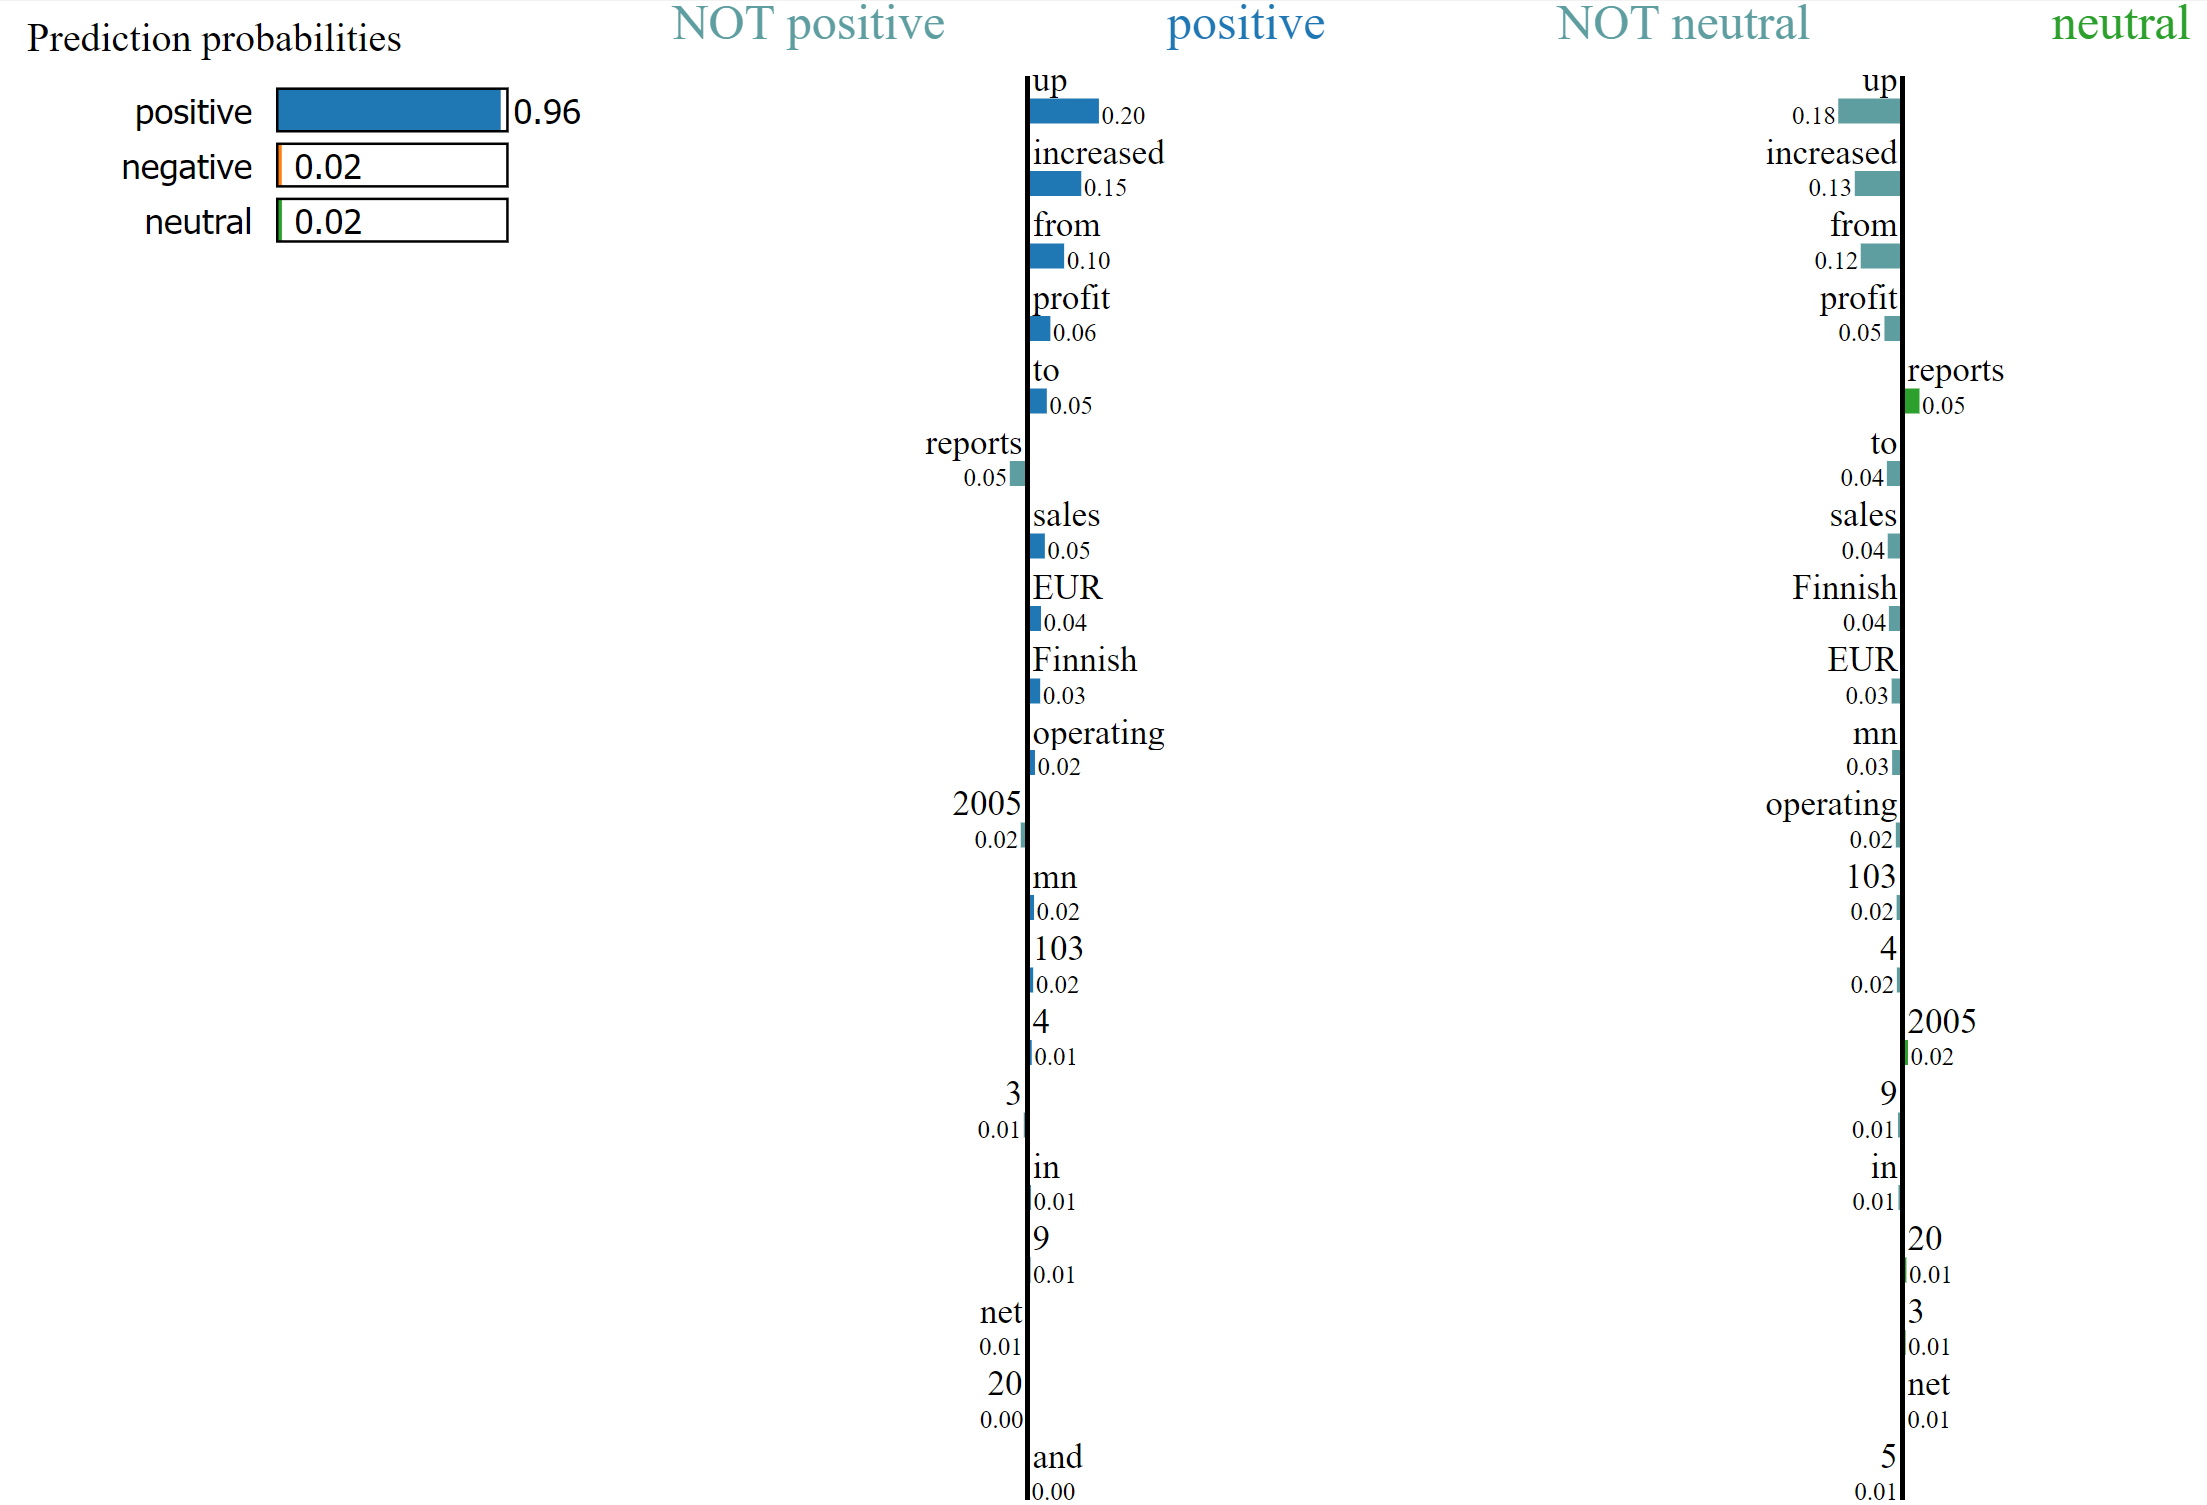 Prediction probabilities
positive 0.96
negative 0.02
neutral 0.02
NOT positive positive
up
0.20
increased
0.15
from
0.10
profit
0.06
to
0.05
reports
0.05
sales
0.05
EUR
0.04
Finnish
0.03
operating
0.02
2005
0.02
mn
0.02
103
0.02
4
0.01
3
0.01
in
0.01
9
0.01
net
0.01
20
0.00
and
0.00
NOT neutral neutral
up
0.18
increased
0.13
from
0.12
profit
0.05
reports
0.05
to
0.04
sales
0.04
Finnish
0.04
EUR
0.03
mn
0.03
operating
0.02
103
0.02
4
0.02
2005
0.02
9
0.01
in
0.01
20
0.01
3
0.01
net
0.01
5
0.01